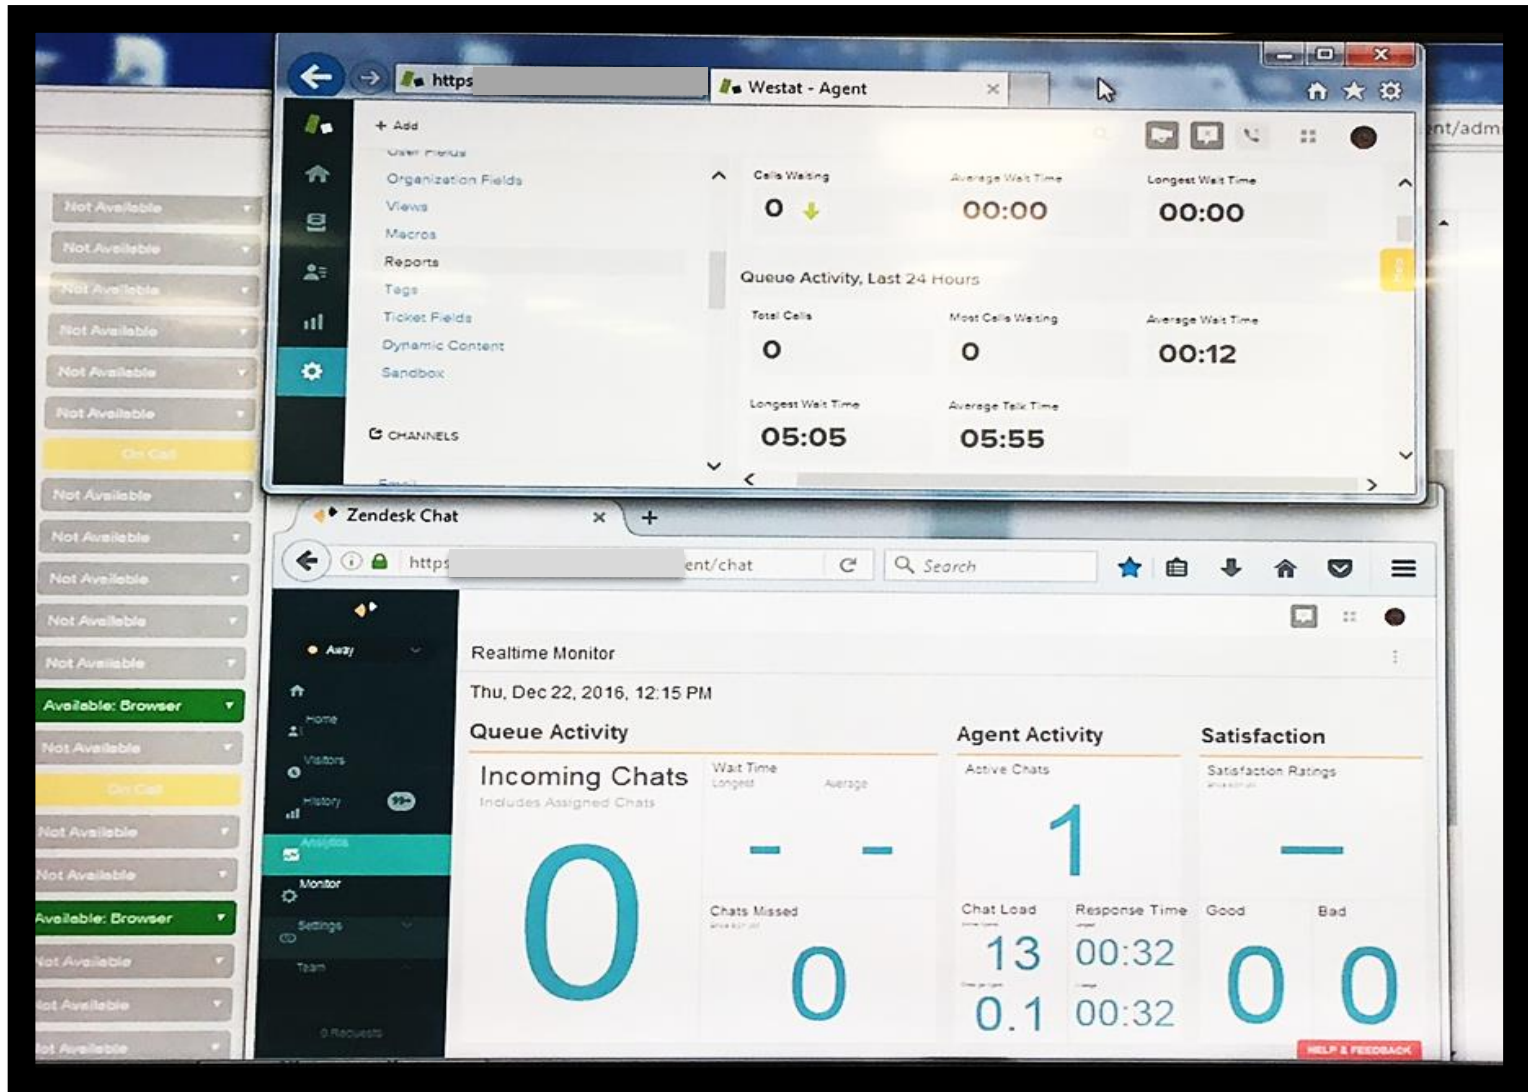 https
Westat - Agent
nt/admi
+ Add
User Fields
Organization Fields
Views
Macros
Reports
Tags
Ticket Fields
Dynamic Content
Sandbox
CHANNELS
Email
Calls Waiting
Average Wait Time
Longest Wait Time
0
00:00
00:00
Queue Activity, Last 24 Hours
Total Calls
Most Calls Waiting
Average Wait Time
0
0
00:12
Longest Wait Time
Average Talk Time
05:05
05:55
Not Available
Not Available
Not Available
Not Available
Not Available
Not Available
On Call
Not Available
Not Available
Not Available
Not Available
Not Available
Available: Browser
Not Available
On Call
Not Available
Not Available
Available: Browser
Not Available
Not Available
Not Available
Zendesk Chat
https
ent/chat
Search
Away
Home
Visitors
History 99+
Analytics
Monitor
Settings
Team
0 Requests
Realtime Monitor
Thu, Dec 22, 2016, 12:15 PM
Queue Activity
Incoming Chats
Includes Assigned Chats
0
Wait Time
Longest Average
- -
Chats Missed
0
Agent Activity
Active Chats
1
Chat Load
13
0.1
Response Time
00:32
00:32
Satisfaction
Satisfaction Ratings
–
Good Bad
0 0
HELP & FEEDBACK